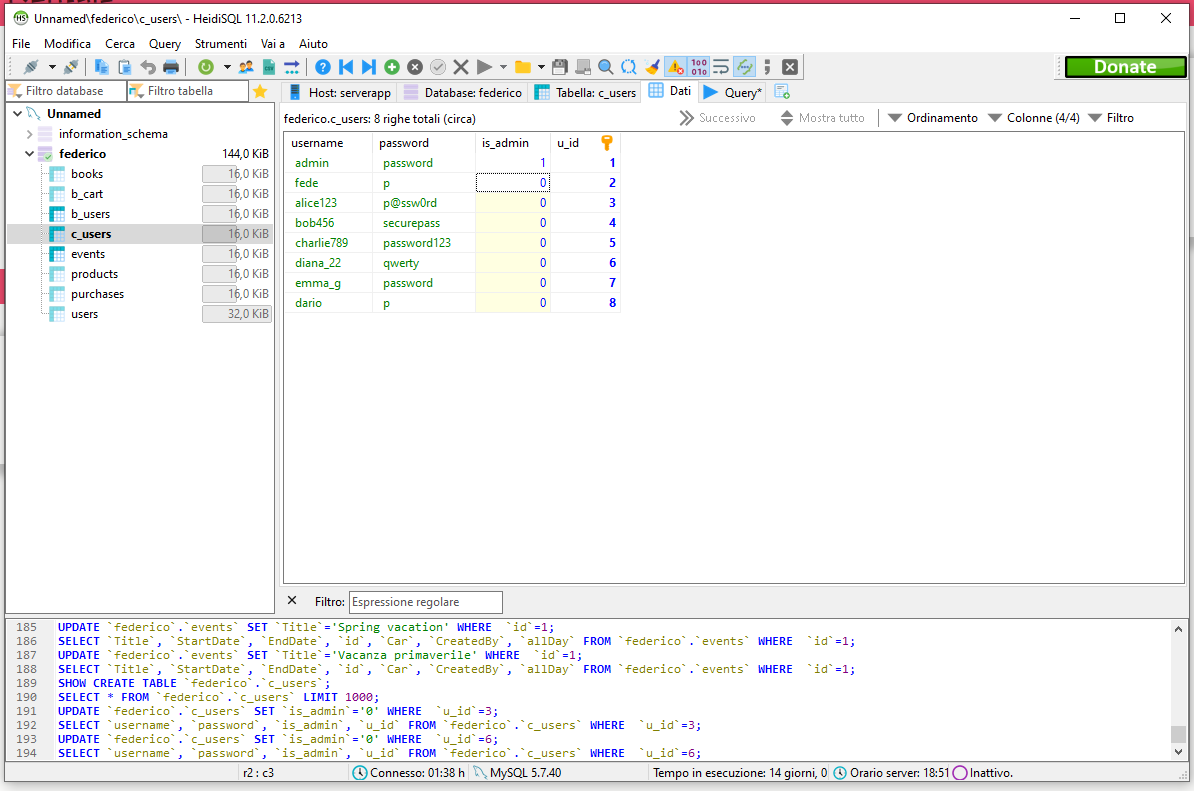 Unnamed\federico\c_users\ - HeidiSQL 11.2.0.6213
File Modifica Cerca Query Strumenti Vai a Aiuto
Donate
Filtro database Filtro tabella Host: serverapp Database: federico Tabella: c_users Dati Query*
Unnamed
information_schema
federico 144,0 KiB
books 16,0 KiB
b_cart 16,0 KiB
b_users 16,0 KiB
c_users 16,0 KiB
events 16,0 KiB
products 16,0 KiB
purchases 16,0 KiB
users 32,0 KiB
federico.c_users: 8 righe totali (circa) Successivo Mostra tutto Ordinamento Colonne (4/4) Filtro
username password is_admin u_id
admin password 1 1
fede p 0 2
alice123 p@ssw0rd 0 3
bob456 securepass 0 4
charlie789 password123 0 5
diana_22 qwerty 0 6
emma_g password 0 7
dario p 0 8
Filtro: Espressione regolare
185 UPDATE `federico`.`events` SET `Title`='Spring vacation' WHERE  `id`=1;
186 SELECT `Title`, `StartDate`, `EndDate`, `id`, `Car`, `CreatedBy`, `allDay` FROM `federico`.`events` WHERE  `id`=1;
187 UPDATE `federico`.`events` SET `Title`='Vacanza primaverile' WHERE  `id`=1;
188 SELECT `Title`, `StartDate`, `EndDate`, `id`, `Car`, `CreatedBy`, `allDay` FROM `federico`.`events` WHERE  `id`=1;
189 SHOW CREATE TABLE `federico`.`c_users`;
190 SELECT * FROM `federico`.`c_users` LIMIT 1000;
191 UPDATE `federico`.`c_users` SET `is_admin`='0' WHERE  `u_id`=3;
192 SELECT `username`, `password`, `is_admin`, `u_id` FROM `federico`.`c_users` WHERE  `u_id`=3;
193 UPDATE `federico`.`c_users` SET `is_admin`='0' WHERE  `u_id`=6;
194 SELECT `username`, `password`, `is_admin`, `u_id` FROM `federico`.`c_users` WHERE  `u_id`=6;
r2 : c3 Connesso: 01:38 h MySQL 5.7.40 Tempo in esecuzione: 14 giorni, 0 Orario server: 18:51 Inattivo.